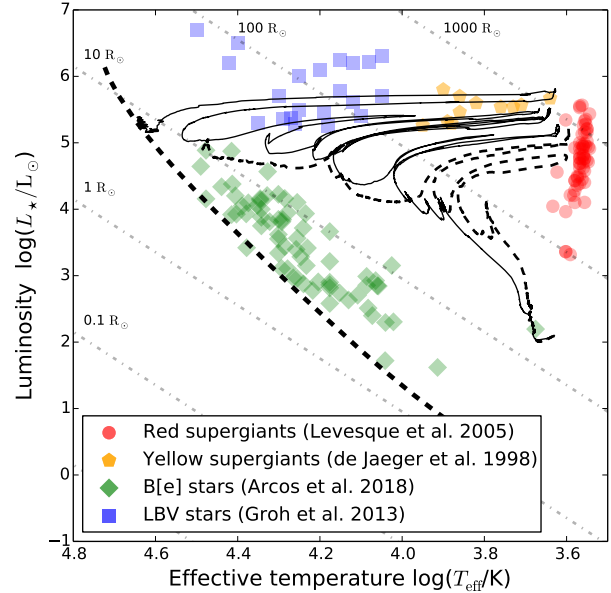 7
6
5
4
3
2
1
0
−1
Luminosity log(L⋆/L⊙)
10 R⊙
100 R⊙
1000 R⊙
1 R⊙
0.1 R⊙
Red supergiants (Levesque et al. 2005)
Yellow supergiants (de Jaeger et al. 1998)
B[e] stars (Arcos et al. 2018)
LBV stars (Groh et al. 2013)
4.8 4.6 4.4 4.2 4.0 3.8 3.6
Effective temperature log(Teff/K)